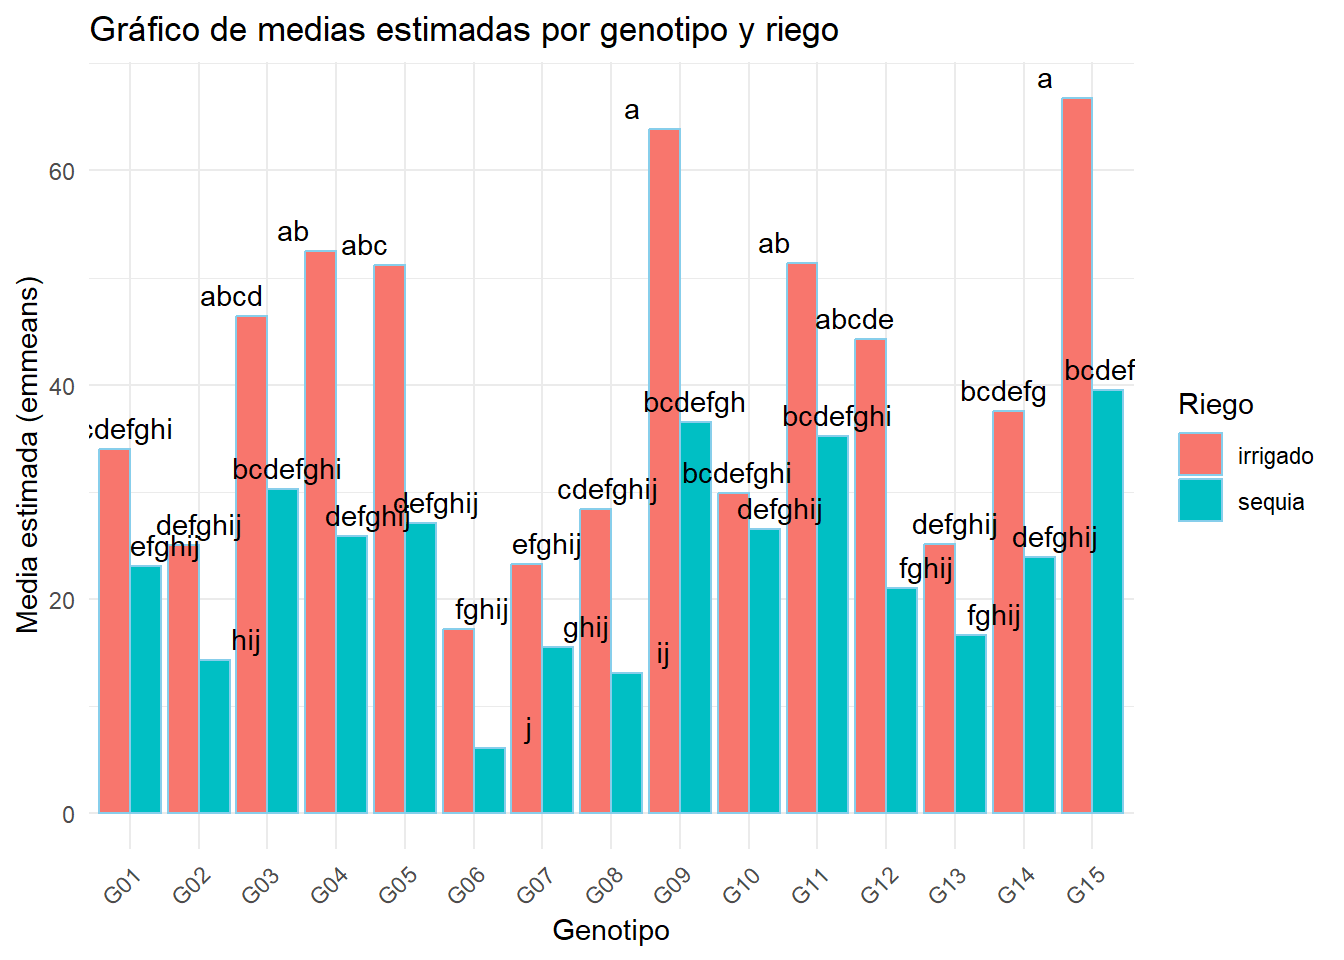 Gráfico de medias estimadas por genotipo y riego
Media estimada (emmeans)
60
40
20
0
a
a
ab
abc
ab
abcd
abcde
bcdef
bcdefg
bcdefgh
cdefghi
bcdefghi
bcdefghi
bcdefghi
cdefghij
defghij
defghij
defghij
defghij
defghij
defghij
efghij
efghij
fghij
fghij
fghij
ghij
hij
ij
j
G01
G02
G03
G04
G05
G06
G07
G08
G09
G10
G11
G12
G13
G14
G15
Genotipo
Riego
irrigado
sequia